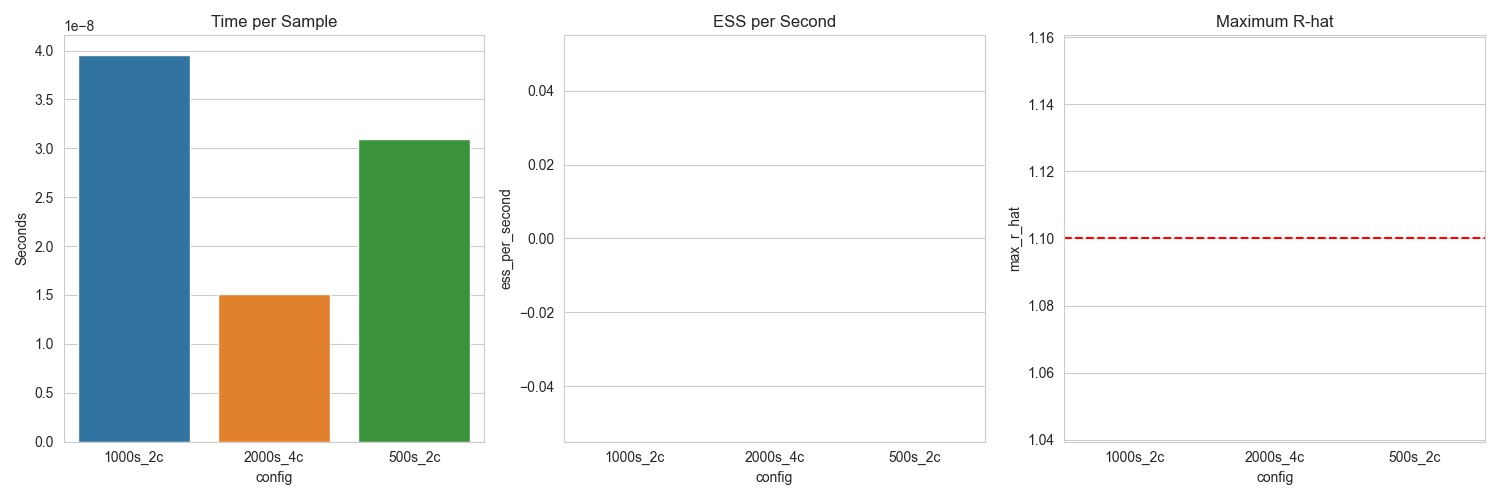 Time per Sample
1e−8
4.0
3.5
3.0
2.5
2.0
1.5
1.0
0.5
0.0
Seconds
1000s_2c 2000s_4c 500s_2c
config
ESS per Second
0.04
0.02
0.00
−0.02
−0.04
ess_per_second
1000s_2c 2000s_4c 500s_2c
config
Maximum R-hat
1.16
1.14
1.12
1.10
1.08
1.06
1.04
max_r_hat
1000s_2c 2000s_4c 500s_2c
config